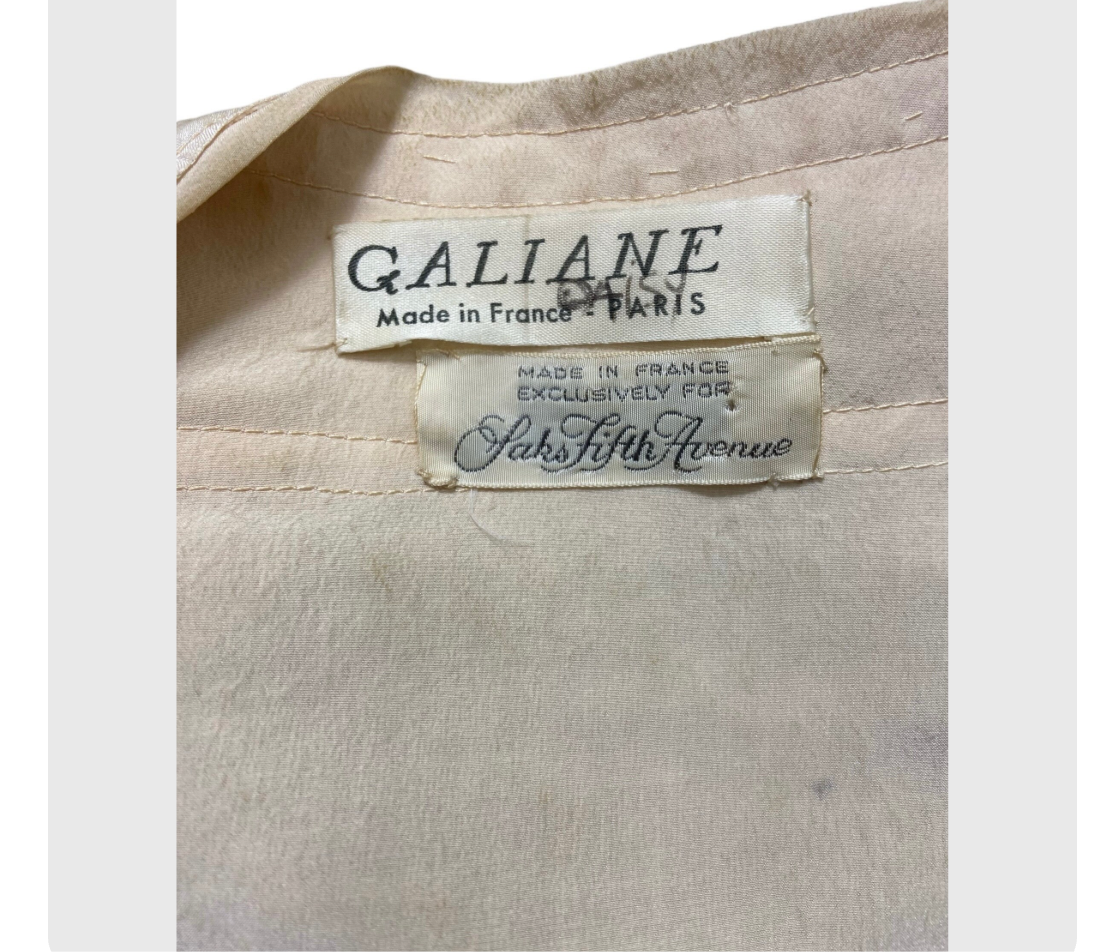 GALIANE
Made in France - PARIS
MADE IN FRANCE
EXCLUSIVELY FOR
Saks Fifth Avenue